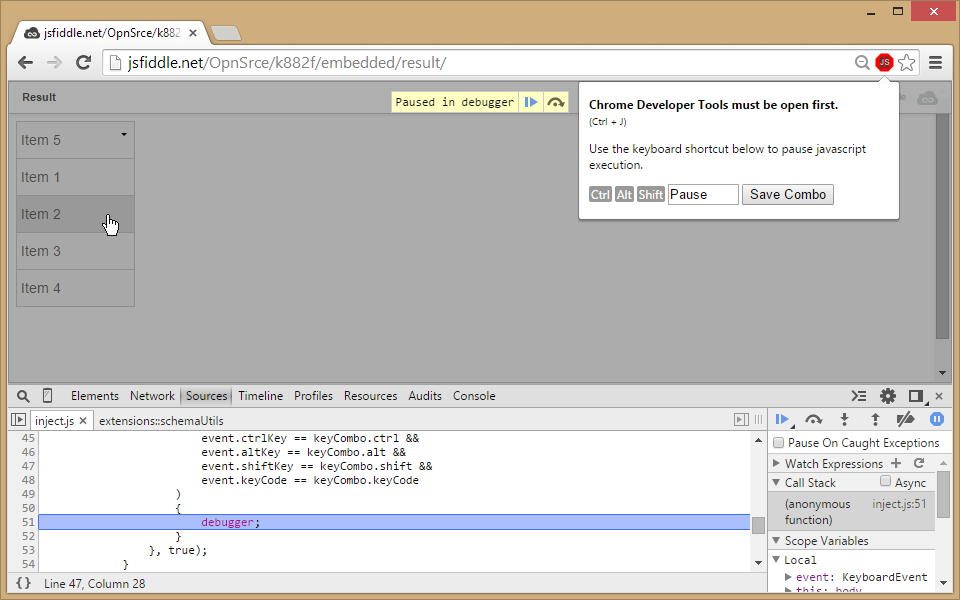 jsfiddle.net/OpnSrce/k882
jsfiddle.net/OpnSrce/k882f/embedded/result/
JS
Result
Paused in debugger
Chrome Developer Tools must be open first.
(Ctrl + J)
Use the keyboard shortcut below to pause javascript
execution.
Ctrl Alt Shift Pause Save Combo
Item 5
Item 1
Item 2
Item 3
Item 4
Elements Network Sources Timeline Profiles Resources Audits Console
inject.js extensions::schemaUtils
45 event.ctrlKey == keyCombo.ctrl &&
46 event.altKey == keyCombo.alt &&
47 event.shiftKey == keyCombo.shift &&
48 event.keyCode == keyCombo.keyCode
49 )
50 {
51 debugger;
52 }
53 }, true);
54 }
{} Line 47, Column 28
Pause On Caught Exceptions
Watch Expressions
Call Stack Async
(anonymous inject.js:51
function)
Scope Variables
Local
event: KeyboardEvent
this: body